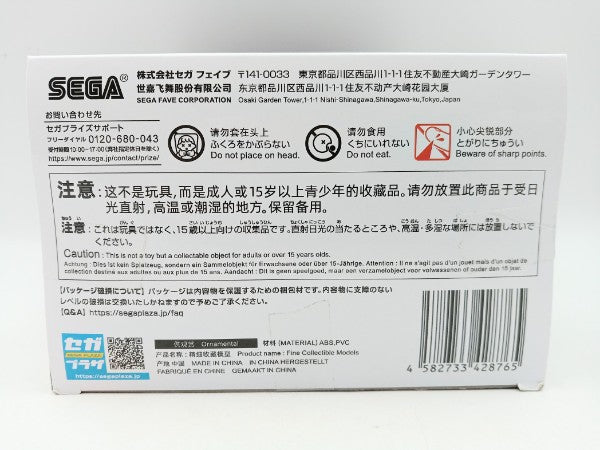 SEGA®
株式会社セガ フェイブ 〒141-0033 東京都品川区西品川1-1-1住友不動産大崎ガーデンタワー
世嘉飞舞股份有限公司 东京都品川区西品川1-1-1住友不动产大崎花园大厦
SEGA FAVE CORPORATION Osaki Garden Tower,1-1-1 Nishi-Shinagawa,Shinagawa-ku,Tokyo,Japan
お問い合わせ先
セガプライズサポート
フリーダイヤル 0120-680-043
受付時間 10:00-17:00
https://www.sega.jp/contact/prize/
请勿套在头上
ふくろをかぶらない
Do not place on head.
请勿食用
くちにいれない
Do not eat.
小心尖锐部分
とがりにちゅうい
Beware of sharp points.
注意：这不是玩具，而是成人或15岁以上青少年的收藏品。请勿放置此商品于受日
光直射，高温或潮湿的地方。保留备用。
注意：これは玩具ではなく、15歳以上向けの収集品です。直射日光の当たるところや、高温・多湿な場所には放置しないで
ください。
Caution : This is not a toy but a collectable object for adults or over 15 years olds.
Achtung : Dies ist kein Spielzeug, sondern ein Sammelobjekt für Erwachsene oder über 15-Jährige. Attention : Il ne s'agit pas d'un jouet mais d'un objet de
collection destiné aux adultes ou aux plus de 15 ans. Aandacht : Dit is geen speelgoed, maar een verzamelobject voor volwassenen of ouder dan 15 jaar.
【パッケージ破損について】パッケージは内容物を保護するための梱包材です。内容物に支障のない
レベルの破損は交換いたしかねますので予めご了承ください。
【Q&A】https://segaplaza.jp/faq
セガ
プラザ
https://segaplaza.jp/
供观赏 Ornamental 材料(MATERIAL) ABS,PVC
产品名称：精细收藏模型 Product name : Fine Collectible Models
产地中国 MADE IN CHINA IN CHINA HERGESTELLT
FABRIQUÉ EN CHINE GEMAAKT IN CHINA
4 582733 428765